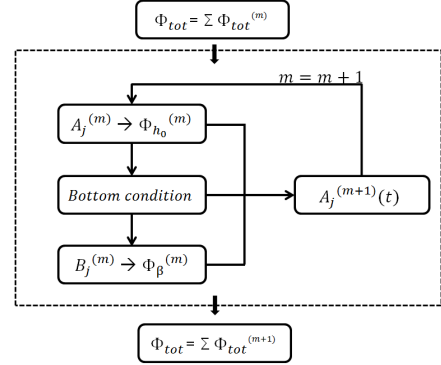 Φ_tot = ∑ Φ_tot^(m)
m = m + 1
A_j^(m) → Φ_h₀^(m)
Bottom condition
A_j^(m+1)(t)
B_j^(m) → Φ_β^(m)
Φ_tot = ∑ Φ_tot^(m+1)